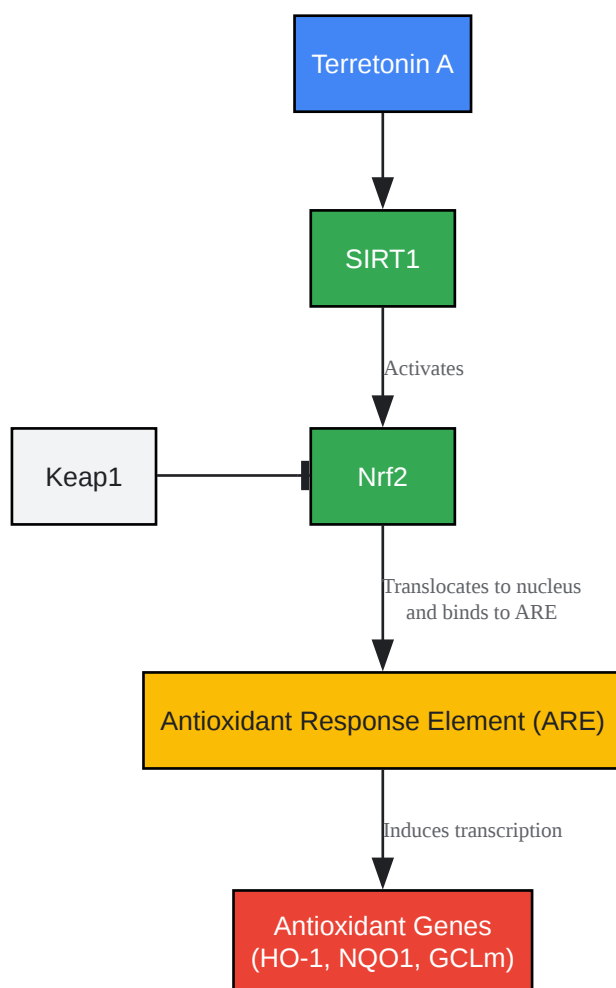 Terretonin A
SIRT1
Activates
Keap1
Nrf2
Translocates to nucleus
and binds to ARE
Antioxidant Response Element (ARE)
Induces transcription
Antioxidant Genes
(HO-1, NQO1, GCLm)